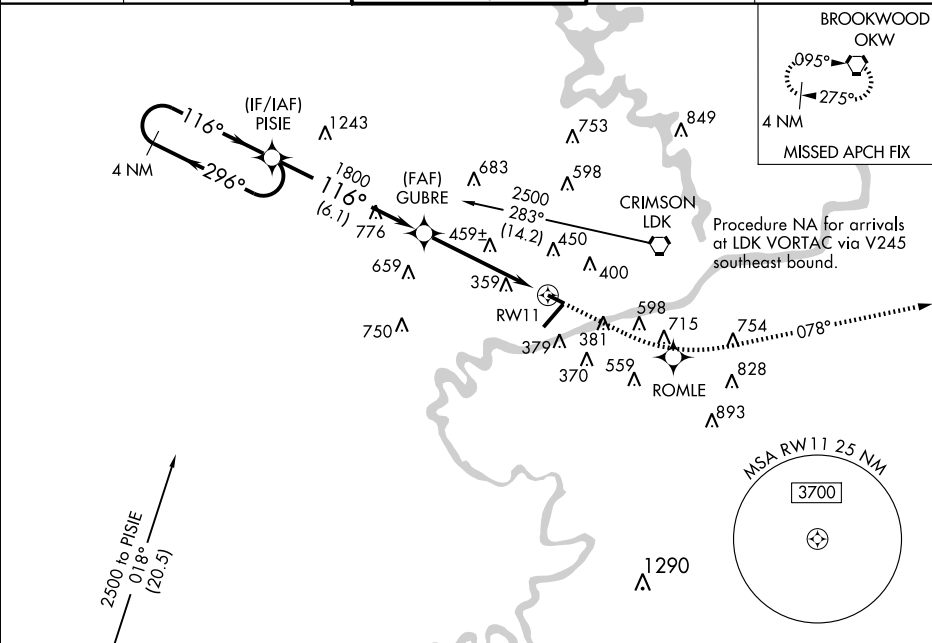 BROOKWOOD
OKW
095°
275°
4 NM
MISSED APCH FIX
(IF/IAF)
PISIE
116°
296°
4 NM
1243
1800
116°
(6.1)
(FAF)
GUBRE
776
683
753
849
598
2500
283°
(14.2)
CRIMSON
LDK
Procedure NA for arrivals
at LDK VORTAC via V245
southeast bound.
459±
450
400
659
359
RW11
750
379
381
370
598
715
559
754
078°
ROMLE
828
893
MSA RW11 25 NM
3700
2500 to PISIE
018°
(20.5)
1290